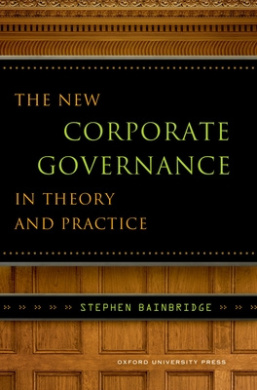 THE NEW
CORPORATE
GOVERNANCE
IN THEORY
AND PRACTICE
»» »» »» »» STEPHEN BAINBRIDGE »» »»
OXFORD UNIVERSITY PRESS